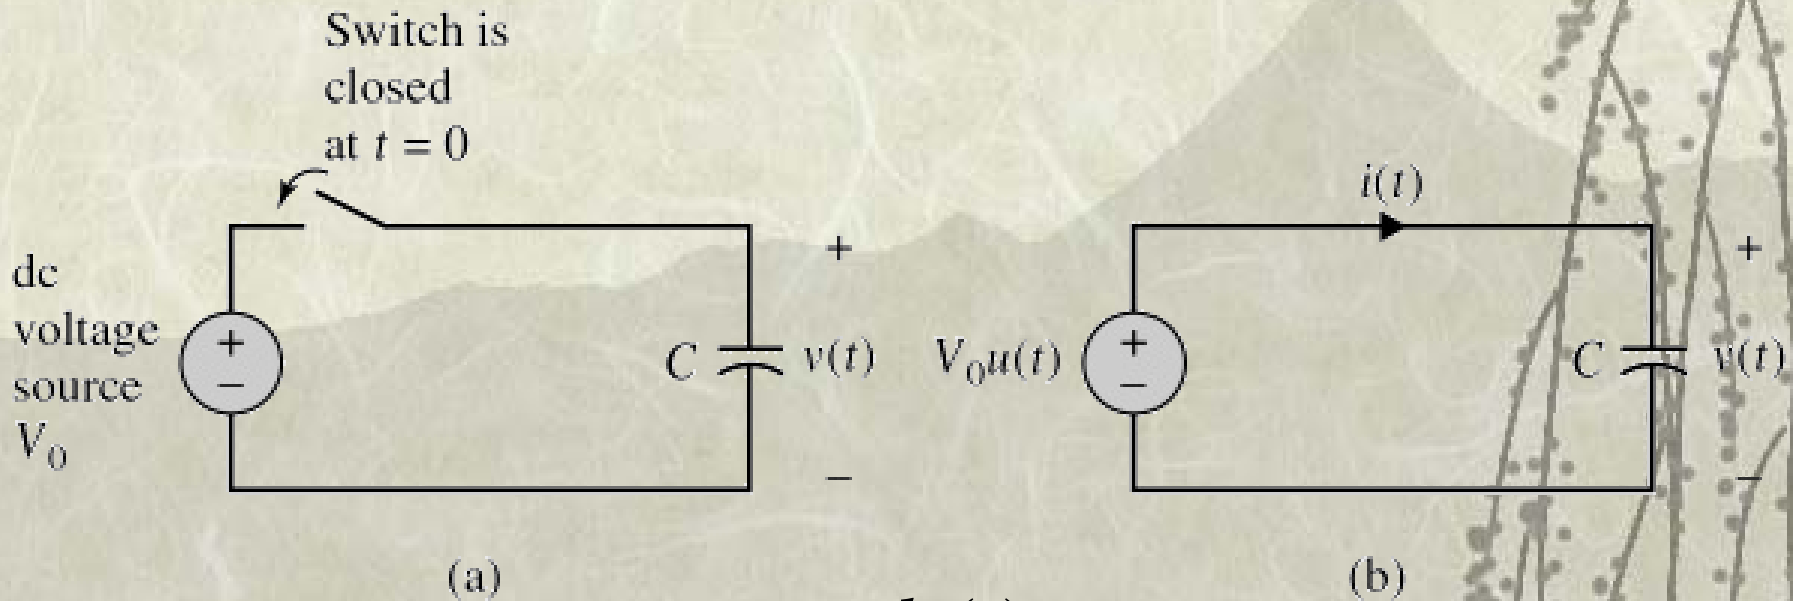 Switch is
closed
at t = 0
dc
voltage
source
V₀
+
−
C
v(t)
+
−
(a)
i(t)
V₀u(t)
+
−
C
v(t)
+
−
(b)